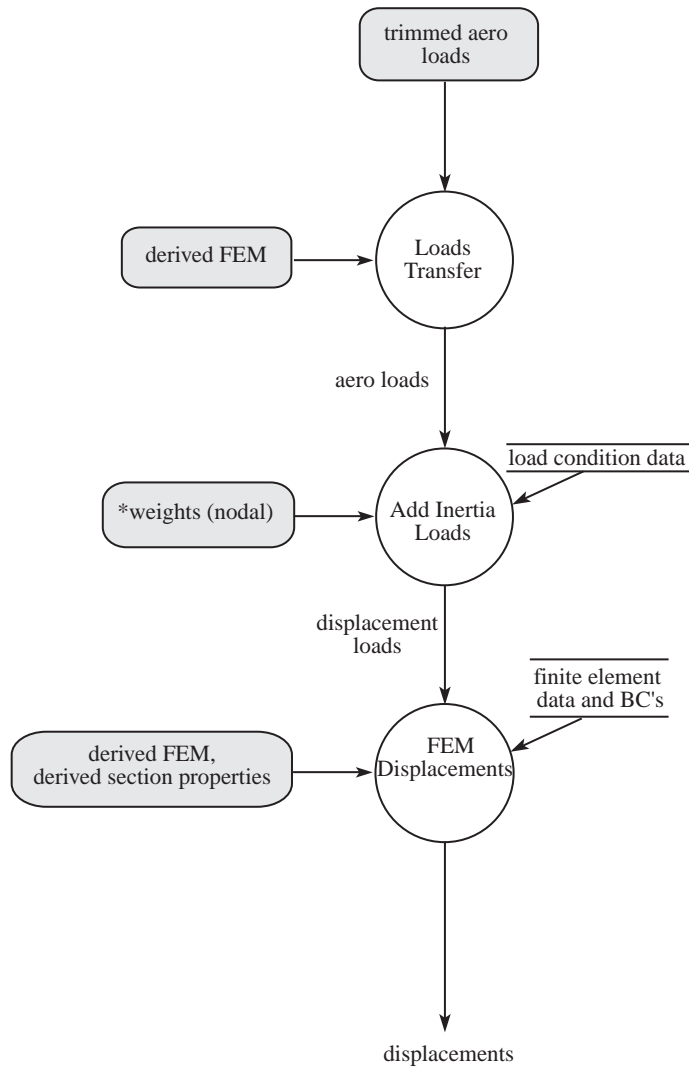 trimmed aero
loads
derived FEM
Loads
Transfer
aero loads
load condition data
*weights (nodal)
Add Inertia
Loads
displacement
loads
finite element
data and BC's
derived FEM,
derived section properties
FEM
Displacements
displacements